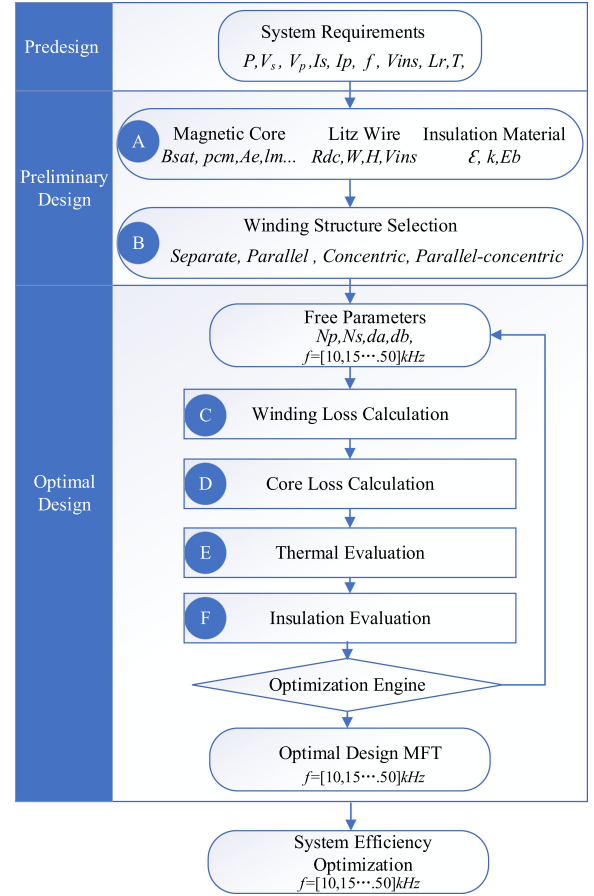 Predesign
System Requirements
P,Vs , Vp ,Is, Ip, f , Vins, Lr,T,
Preliminary
Design
A
Magnetic Core
Litz Wire
Insulation Material
Bsat, pcm,Ae,lm...
Rdc,W,H,Vins
Ɛ, k,Eb
B
Winding Structure Selection
Separate, Parallel , Concentric, Parallel-concentric
Optimal
Design
Free Parameters
Np,Ns,da,db,
f=[10,15⋯.50]kHz
C
Winding Loss Calculation
D
Core Loss Calculation
E
Thermal Evaluation
F
Insulation Evaluation
Optimization Engine
Optimal Design MFT
f=[10,15⋯.50]kHz
System Efficiency
Optimization
f=[10,15⋯.50]kHz